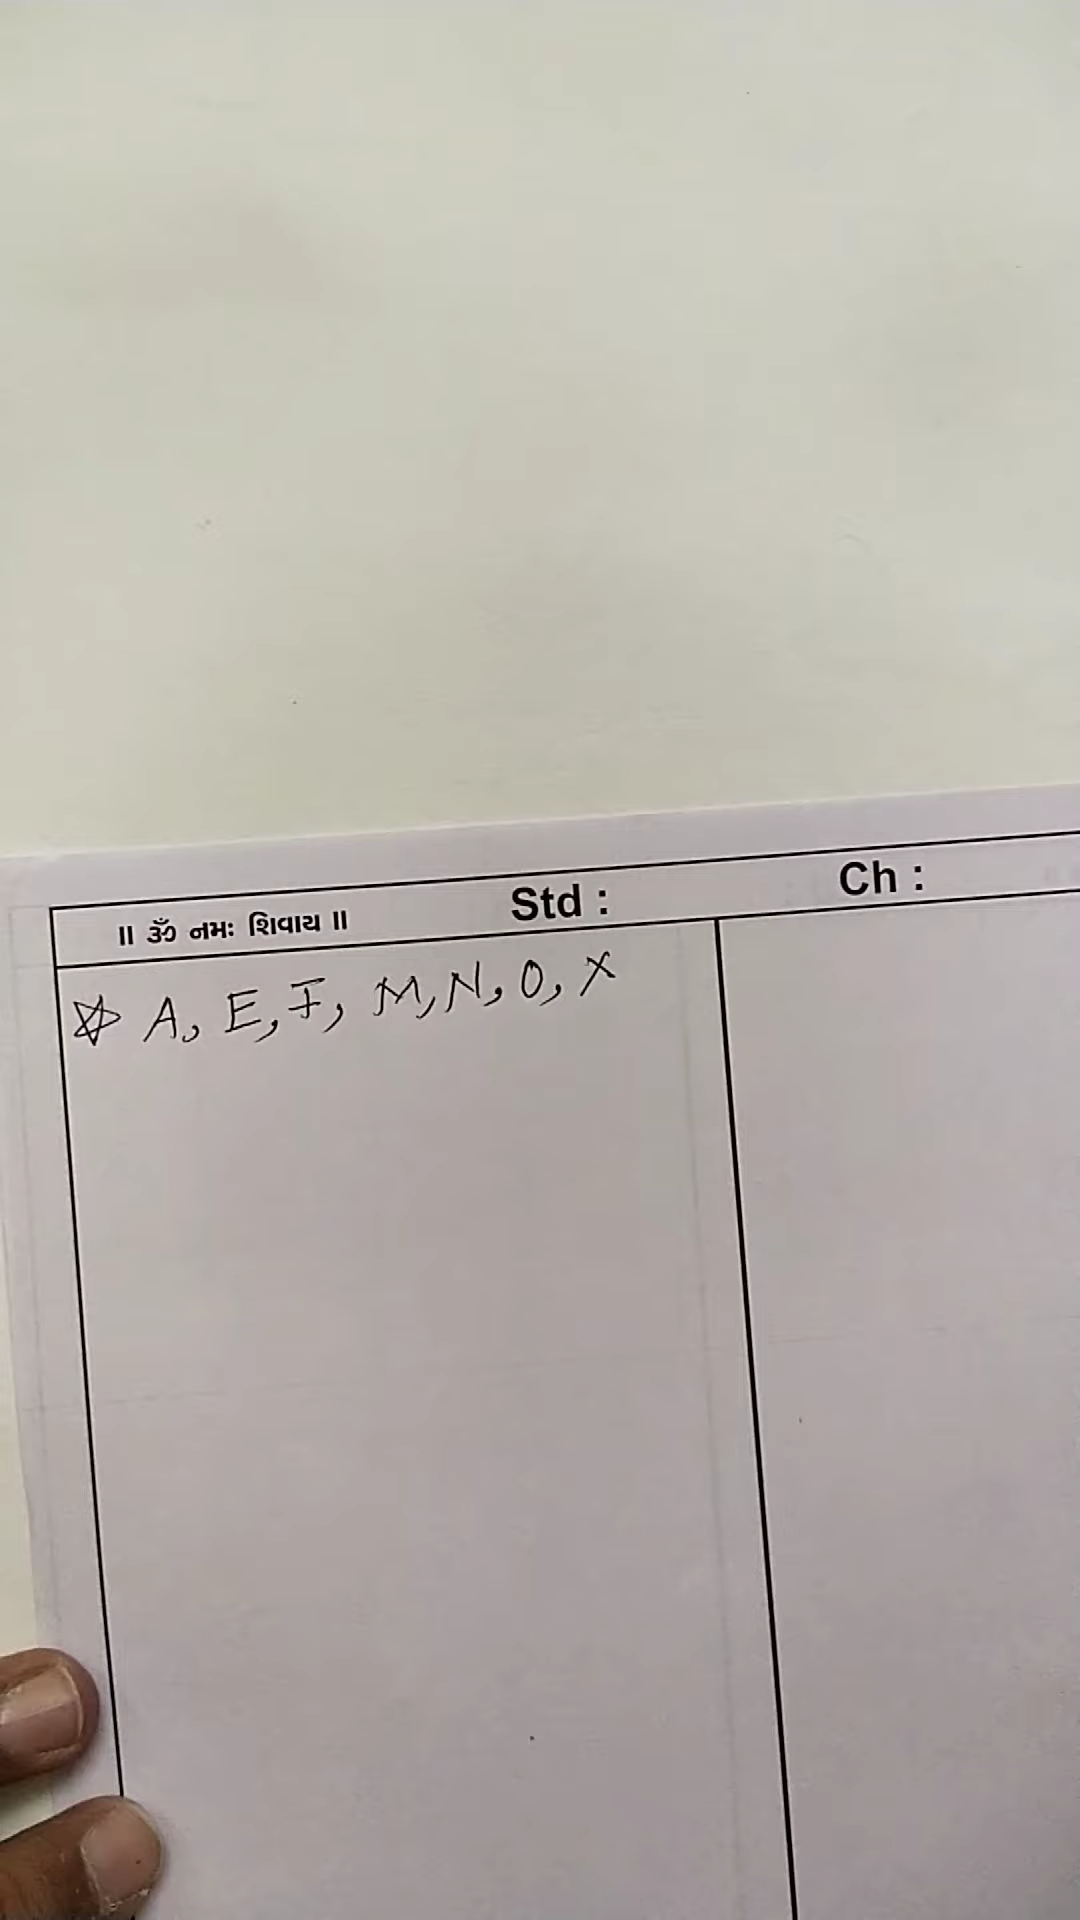 ॥ ૐ નમઃ શિવાય ॥ Std : Ch :
☆ A, E, F, M, N, O, X